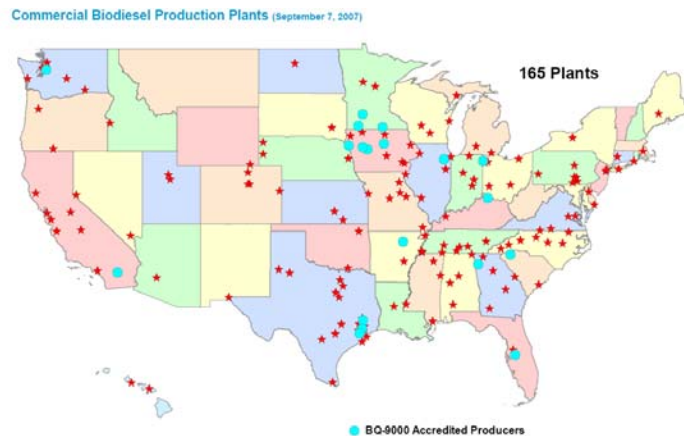 Commercial Biodiesel Production Plants (September 7, 2007)
165 Plants
BQ-9000 Accredited Producers